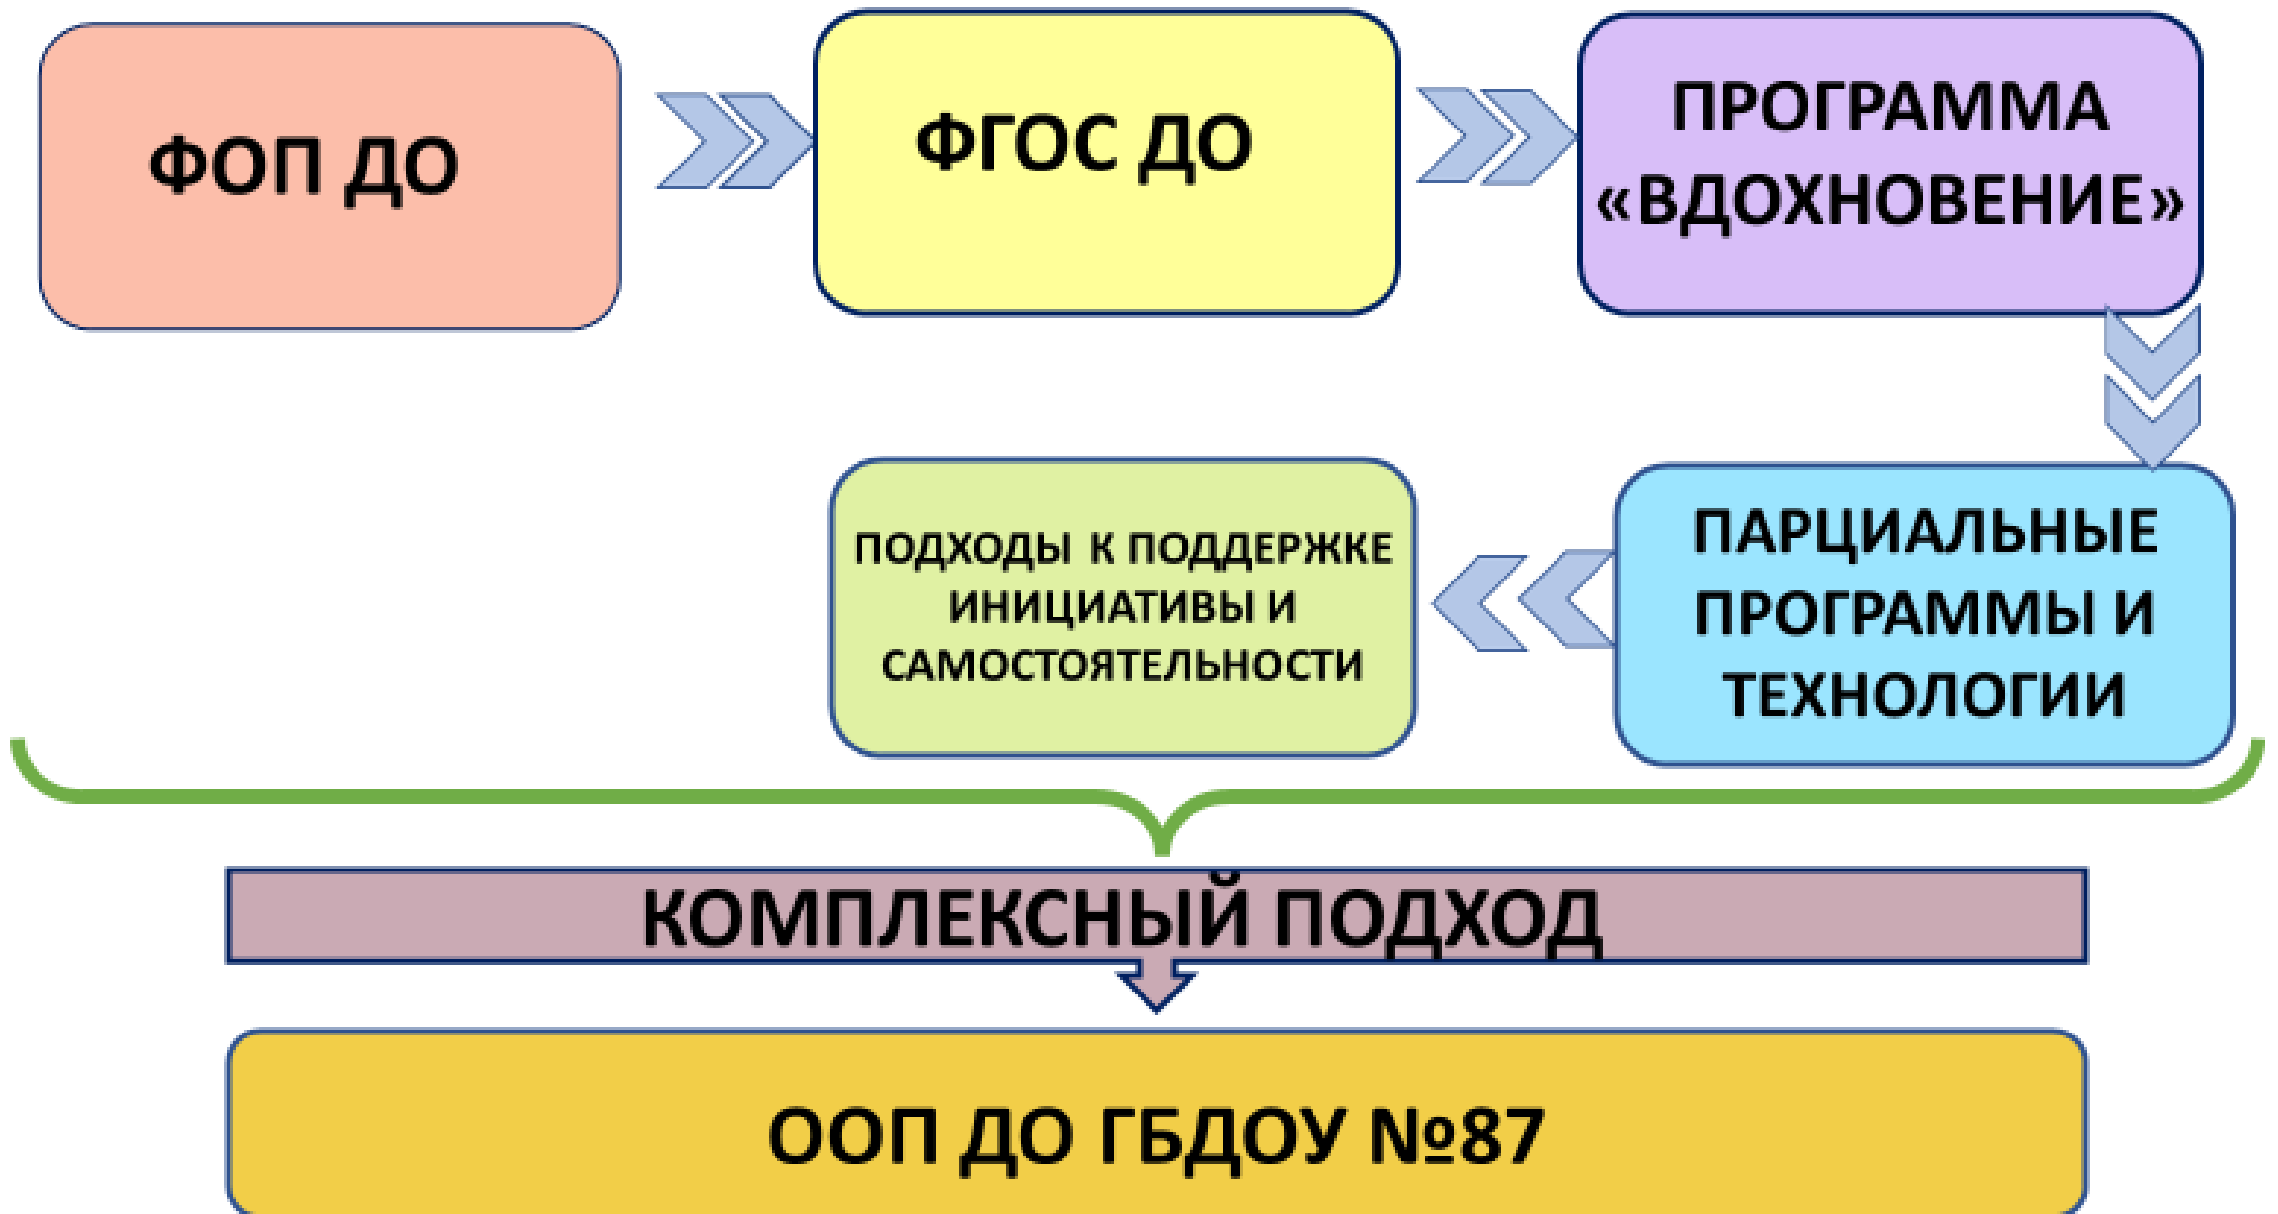 ФОП ДО
ФГОС ДО
ПРОГРАММА
«ВДОХНОВЕНИЕ»
ПОДХОДЫ К ПОДДЕРЖКЕ
ИНИЦИАТИВЫ И
САМОСТОЯТЕЛЬНОСТИ
ПАРЦИАЛЬНЫЕ
ПРОГРАММЫ И
ТЕХНОЛОГИИ
КОМПЛЕКСНЫЙ ПОДХОД
ООП ДО ГБДОУ №87